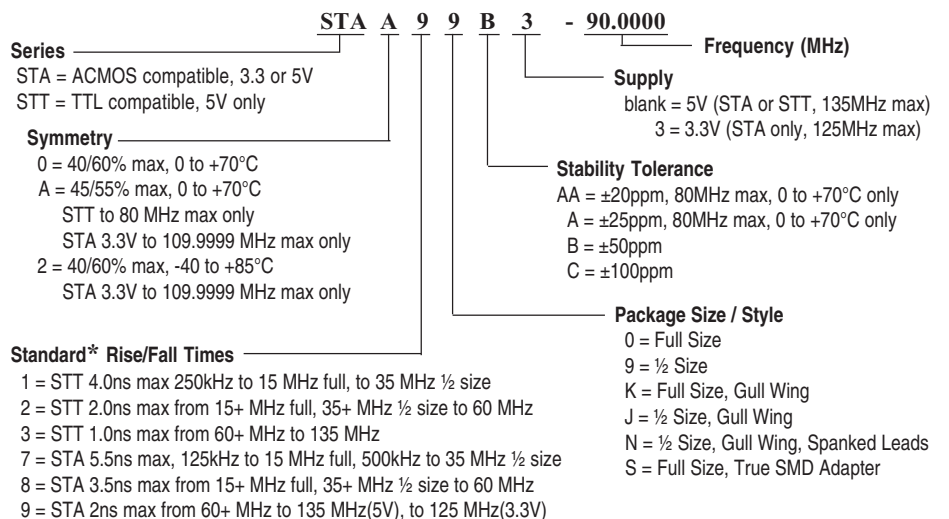 STA A 9 9 B 3 - 90.0000
Series
STA = ACMOS compatible, 3.3 or 5V
STT = TTL compatible, 5V only
Symmetry
0 = 40/60% max, 0 to +70°C
A = 45/55% max, 0 to +70°C
STT to 80 MHz max only
STA 3.3V to 109.9999 MHz max only
2 = 40/60% max, -40 to +85°C
STA 3.3V to 109.9999 MHz max only
Standard* Rise/Fall Times
1 = STT 4.0ns max 250kHz to 15 MHz full, to 35 MHz ½ size
2 = STT 2.0ns max from 15+ MHz full, 35+ MHz ½ size to 60 MHz
3 = STT 1.0ns max from 60+ MHz to 135 MHz
7 = STA 5.5ns max, 125kHz to 15 MHz full, 500kHz to 35 MHz ½ size
8 = STA 3.5ns max from 15+ MHz full, 35+ MHz ½ size to 60 MHz
9 = STA 2ns max from 60+ MHz to 135 MHz(5V), to 125 MHz(3.3V)
Frequency (MHz)
Supply
blank = 5V (STA or STT, 135MHz max)
3 = 3.3V (STA only, 125MHz max)
Stability Tolerance
AA = ±20ppm, 80MHz max, 0 to +70°C only
A = ±25ppm, 80MHz max, 0 to +70°C only
B = ±50ppm
C = ±100ppm
Package Size / Style
0 = Full Size
9 = ½ Size
K = Full Size, Gull Wing
J = ½ Size, Gull Wing
N = ½ Size, Gull Wing, Spanked Leads
S = Full Size, True SMD Adapter